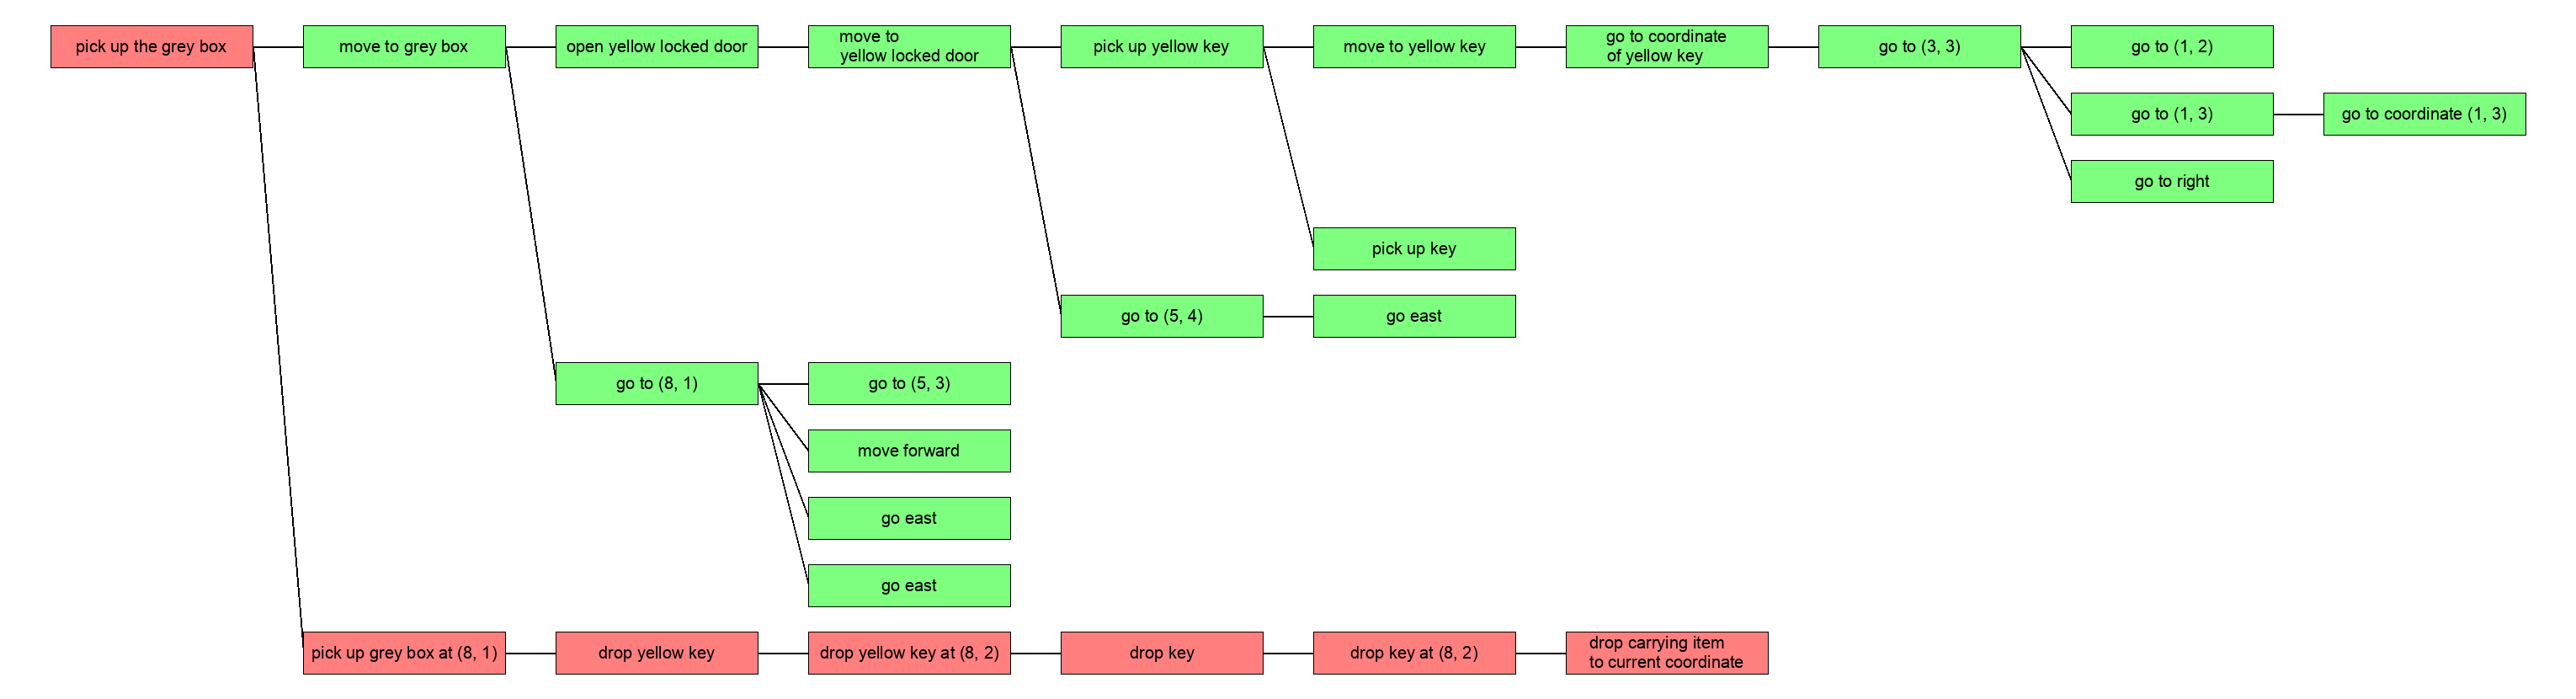 pick up the grey box
move to grey box
open yellow locked door
move to
yellow locked door
pick up yellow key
move to yellow key
go to coordinate
of yellow key
go to (3, 3)
go to (1, 2)
go to (1, 3)
go to coordinate (1, 3)
go to right
pick up key
go to (5, 4)
go east
go to (8, 1)
go to (5, 3)
move forward
go east
go east
pick up grey box at (8, 1)
drop yellow key
drop yellow key at (8, 2)
drop key
drop key at (8, 2)
drop carrying item
to current coordinate